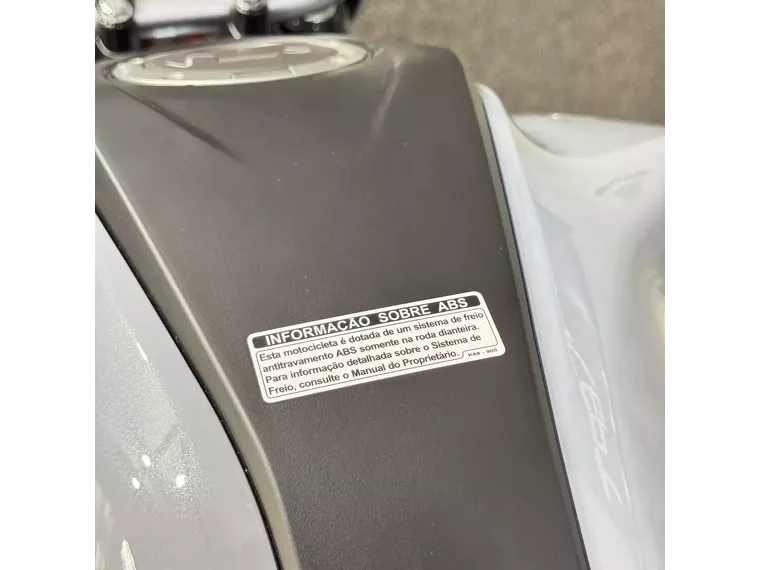 INFORMAÇÃO SOBRE ABS
Esta motocicleta é dotada de um sistema de freio
antitravamento ABS somente na roda dianteira.
Para informação detalhada sobre o Sistema de
Freio, consulte o Manual do Proprietário.